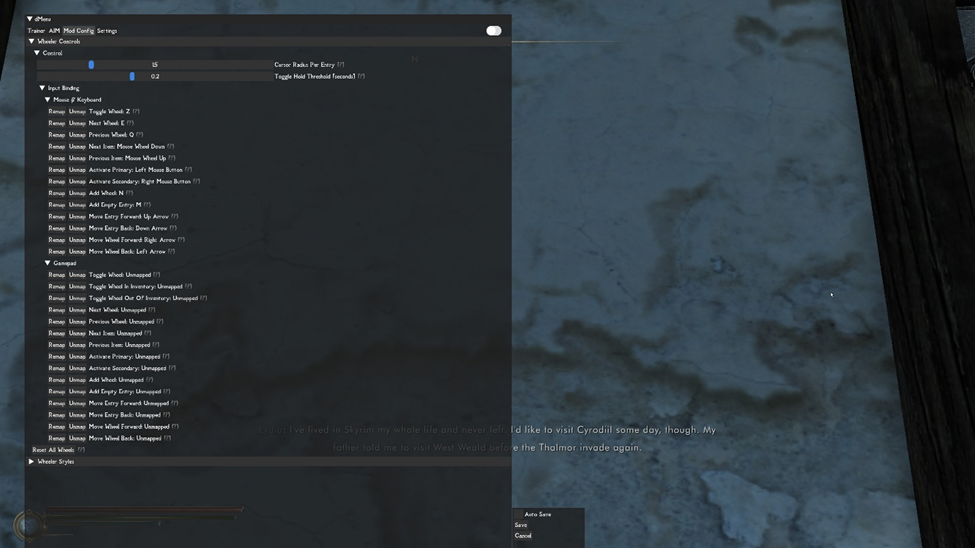 dMenu
Trainer AIM Mod Config Settings
Wheeler Controls
Control
15 Cursor Radius Per Entry (?)
0.2 Toggle Hold Threshold (seconds) (?)
Input Binding
Mouse & Keyboard
Remap Unmap Toggle Wheel: Z (?)
Remap Unmap Next Wheel: E (?)
Remap Unmap Previous Wheel: Q (?)
Remap Unmap Next Item: Mouse Wheel Down (?)
Remap Unmap Previous Item: Mouse Wheel Up (?)
Remap Unmap Activate Primary: Left Mouse Button (?)
Remap Unmap Activate Secondary: Right Mouse Button (?)
Remap Unmap Add Wheel: N (?)
Remap Unmap Add Empty Entry: M (?)
Remap Unmap Move Entry Forward: Up Arrow (?)
Remap Unmap Move Entry Back: Down Arrow (?)
Remap Unmap Move Wheel Forward: Right Arrow (?)
Remap Unmap Move Wheel Back: Left Arrow (?)
Gamepad
Remap Unmap Toggle Wheel: Unmapped (?)
Remap Unmap Toggle Wheel In Inventory: Unmapped (?)
Remap Unmap Toggle Wheel Out Of Inventory: Unmapped (?)
Remap Unmap Next Wheel: Unmapped (?)
Remap Unmap Previous Wheel: Unmapped (?)
Remap Unmap Next Item: Unmapped (?)
Remap Unmap Previous Item: Unmapped (?)
Remap Unmap Activate Primary: Unmapped (?)
Remap Unmap Activate Secondary: Unmapped (?)
Remap Unmap Add Wheel: Unmapped (?)
Remap Unmap Add Empty Entry: Unmapped (?)
Remap Unmap Move Entry Forward: Unmapped (?)
Remap Unmap Move Entry Back: Unmapped (?)
Remap Unmap Move Wheel Forward: Unmapped (?)
Remap Unmap Move Wheel Back: Unmapped (?)
Reset All Wheels (?)
Wheeler Styles
I've lived in Skyrim my whole life and never left. I'd like to visit Cyrodiil some day, though. My
father told me to visit West Weald before the Thalmor invade again.
Auto Save
Save
Cancel